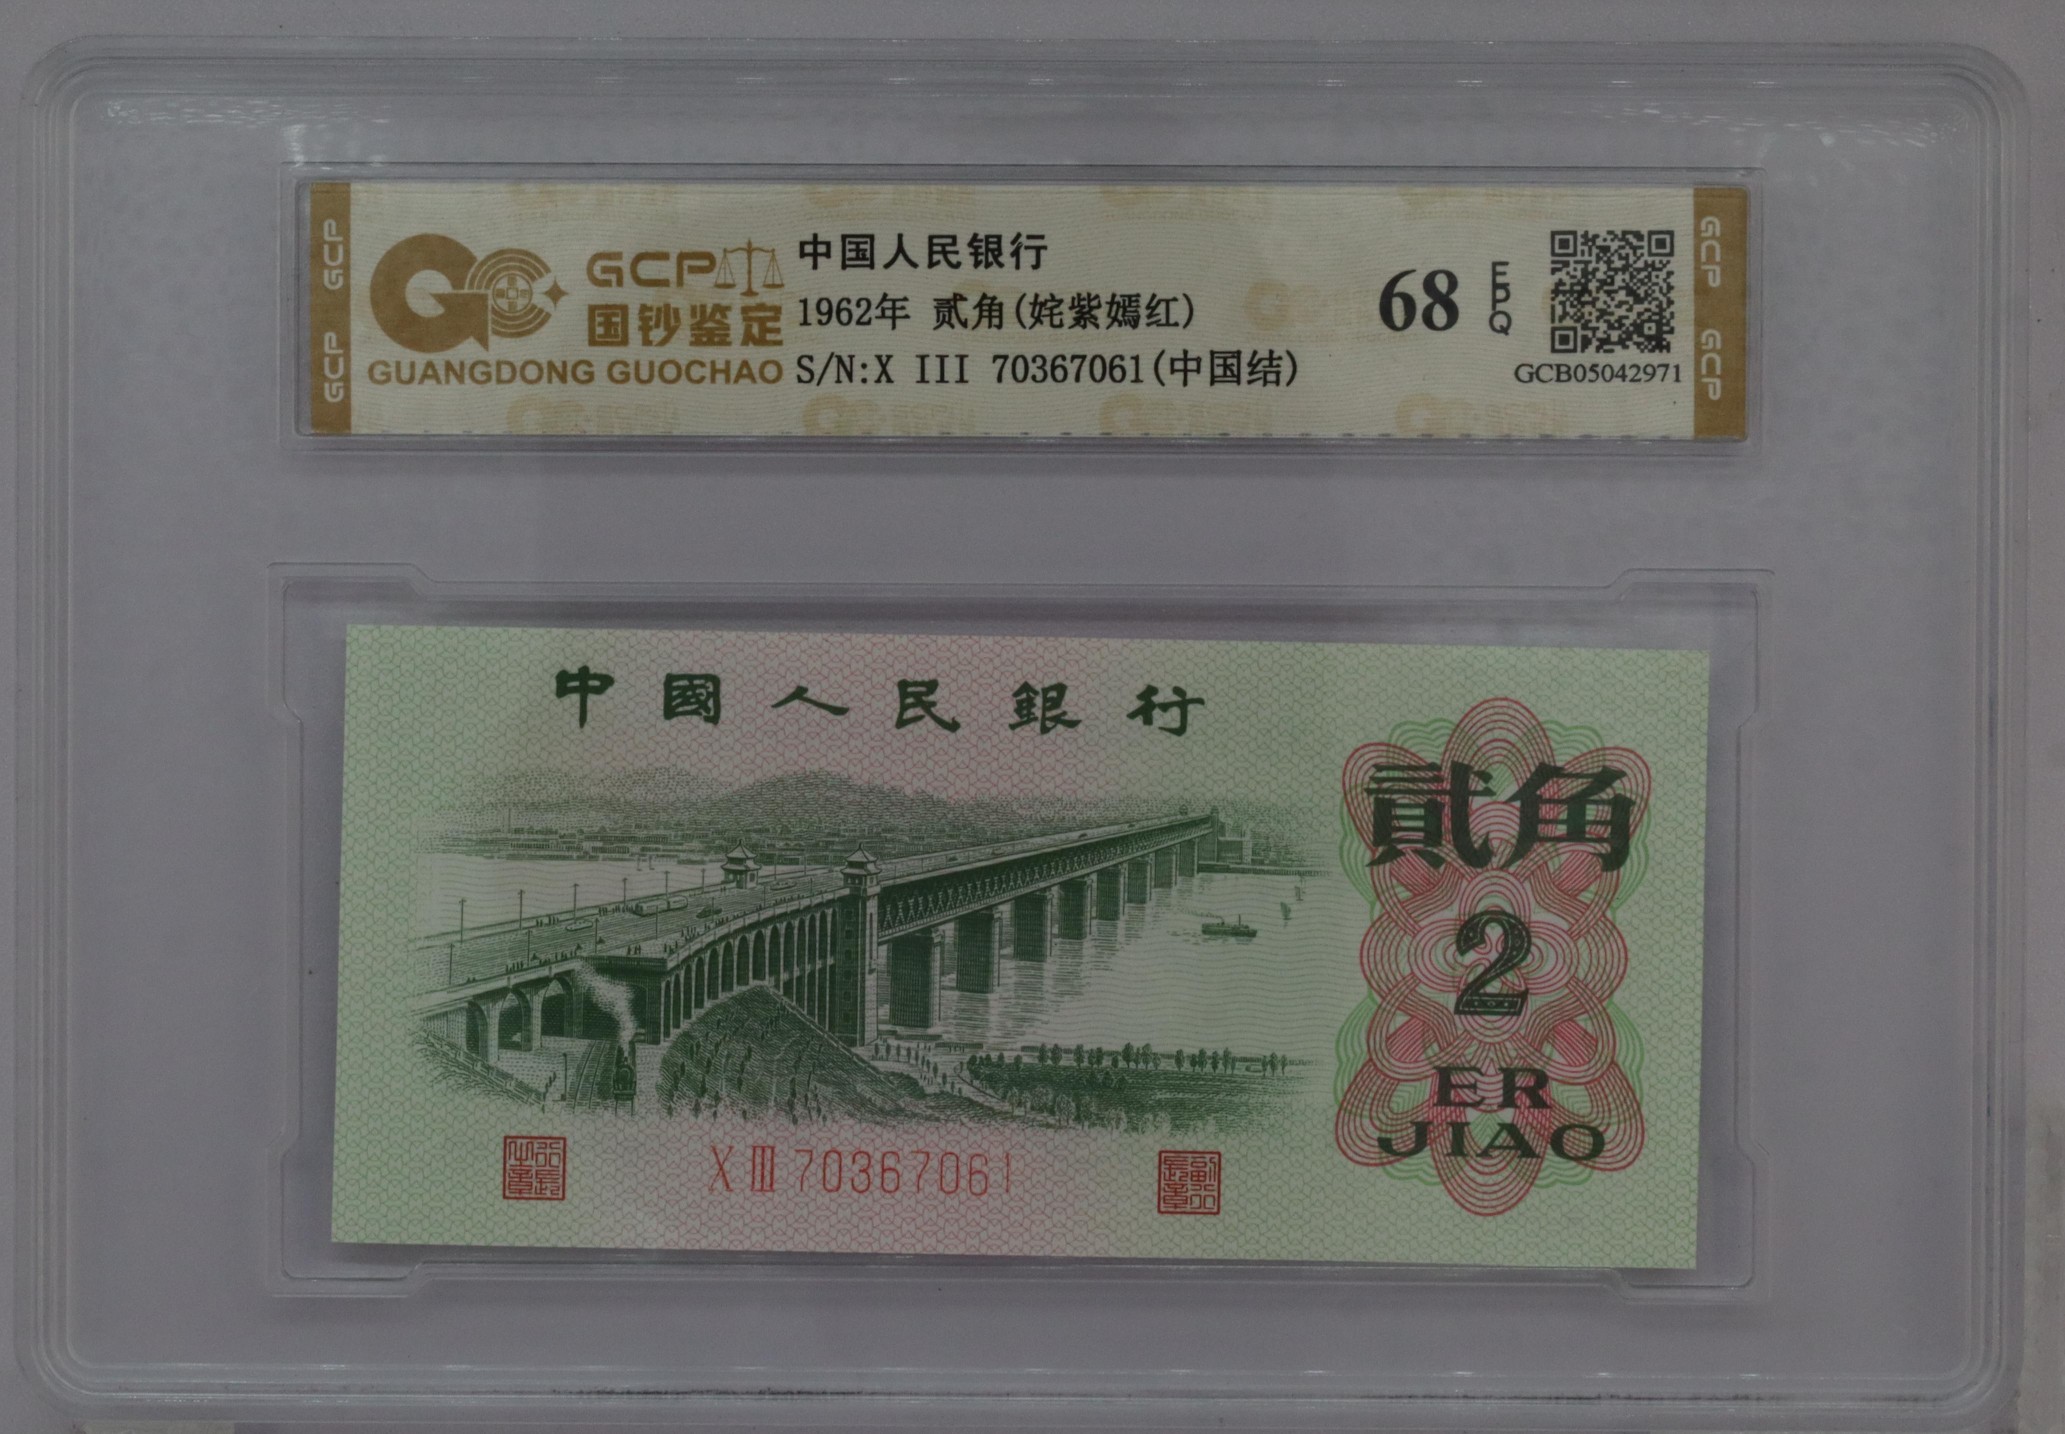 GCP
GCP
GCP
国钞鉴定
GUANGDONG GUOCHAO
中国人民银行
1962年 贰角(姹紫嫣红)
S/N:X III 70367061(中国结)
68
EPQ
GCB05042971
GCP
GCP
中國人民銀行
貳角
2
ER
JIAO
X III 70367061